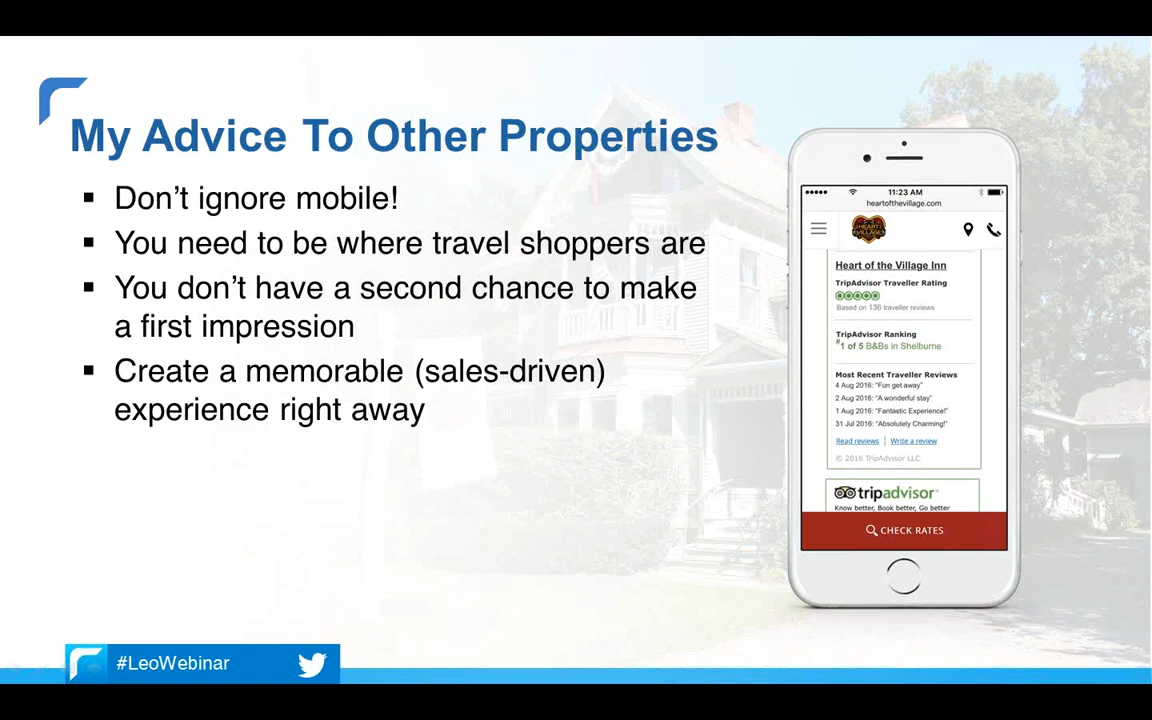 My Advice To Other Properties
▪ Don't ignore mobile!
▪ You need to be where travel shoppers are
▪ You don't have a second chance to make
a first impression
▪ Create a memorable (sales-driven)
experience right away
11:23 AM
heartofthevillage.com
HEART
VILLAGE
Heart of the Village Inn
TripAdvisor Traveller Rating
Based on 136 traveller reviews
TripAdvisor Ranking
#1 of 5 B&Bs in Shelburne
Most Recent Traveller Reviews
4 Aug 2016: “Fun get away”
2 Aug 2016: “A wonderful stay”
1 Aug 2016: “Fantastic Experience!”
31 Jul 2016: “Absolutely Charming!”
Read reviews | Write a review
© 2016 TripAdvisor LLC
tripadvisor®
Know better, Book better, Go better
CHECK RATES
#LeoWebinar